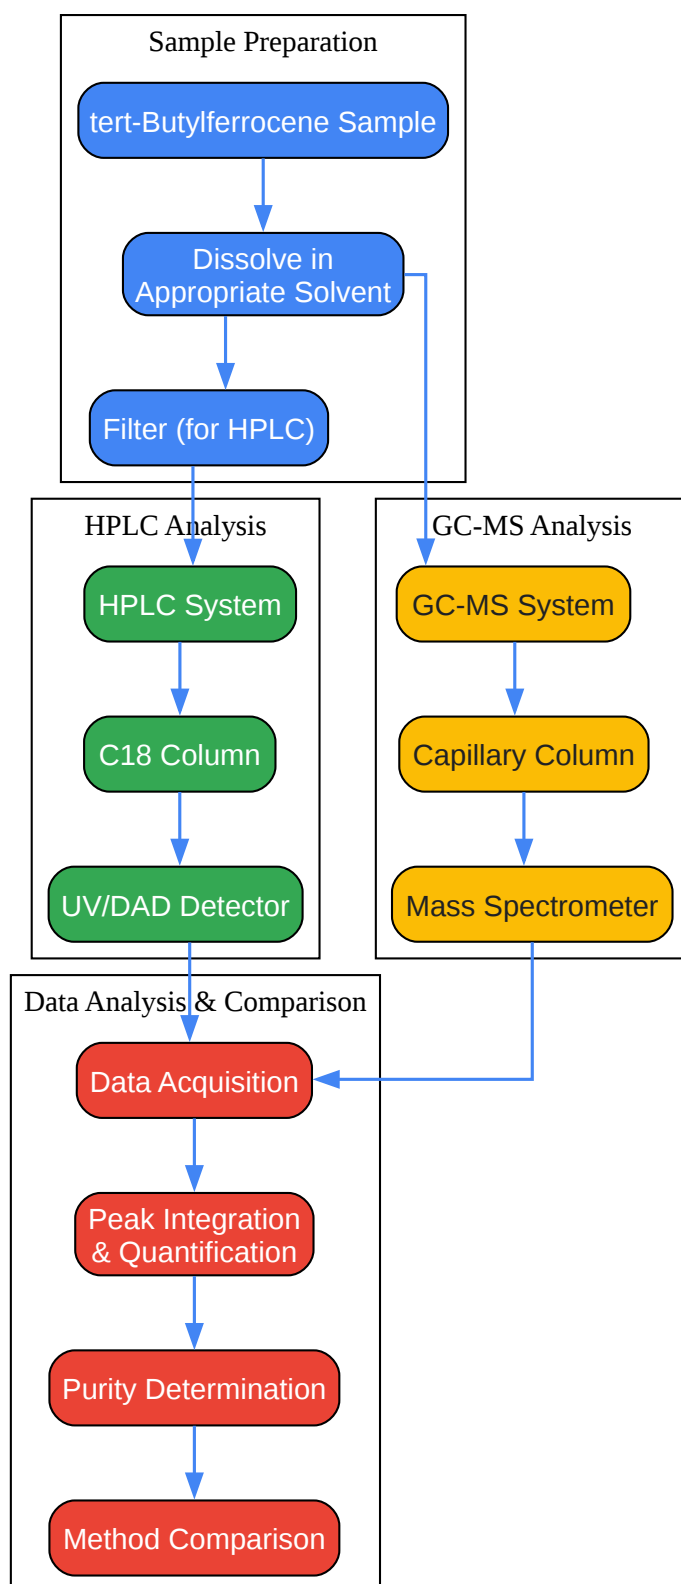 Sample Preparation
tert-Butylferrocene Sample
Dissolve in
Appropriate Solvent
Filter (for HPLC)
HPLC Analysis
HPLC System
C18 Column
UV/DAD Detector
GC-MS Analysis
GC-MS System
Capillary Column
Mass Spectrometer
Data Analysis & Comparison
Data Acquisition
Peak Integration
& Quantification
Purity Determination
Method Comparison